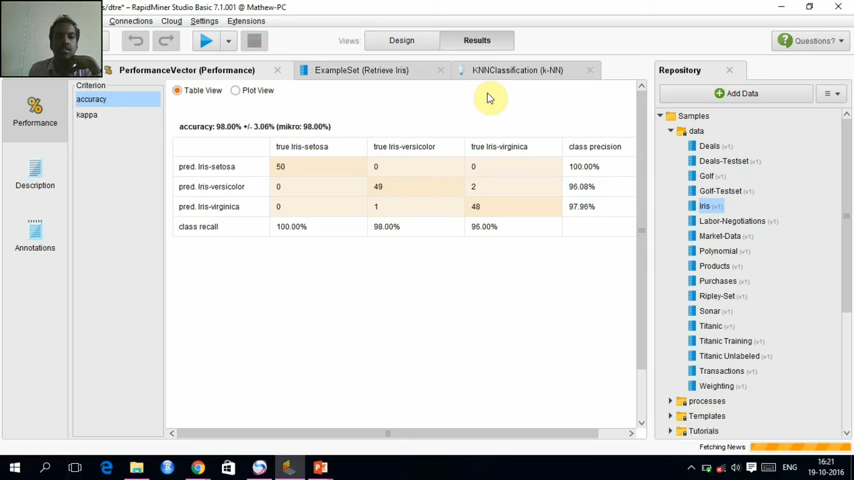 s/dtre* – RapidMiner Studio Basic 7.1.001 @ Mathew-PC
Connections Cloud Settings Extensions
Views: Design Results Questions?
PerformanceVector (Performance) ExampleSet (Retrieve Iris) KNNClassification (k-NN) Repository
Performance
Description
Annotations
Criterion
accuracy
kappa
Table View Plot View
accuracy: 98.00% +/- 3.06% (mikro: 98.00%)
true Iris-setosa true Iris-versicolor true Iris-virginica class precision
pred. Iris-setosa 50 0 0 100.00%
pred. Iris-versicolor 0 49 2 96.08%
pred. Iris-virginica 0 1 48 97.96%
class recall 100.00% 98.00% 96.00%
Add Data
Samples
data
Deals (v1)
Deals-Testset (v1)
Golf (v1)
Golf-Testset (v1)
Iris (v1)
Labor-Negotiations (v1)
Market-Data (v1)
Polynomial (v1)
Products (v1)
Purchases (v1)
Ripley-Set (v1)
Sonar (v1)
Titanic (v1)
Titanic Training (v1)
Titanic Unlabeled (v1)
Transactions (v1)
Weighting (v1)
processes
Templates
Tutorials
Fetching News
ENG
16:21
19-10-2016